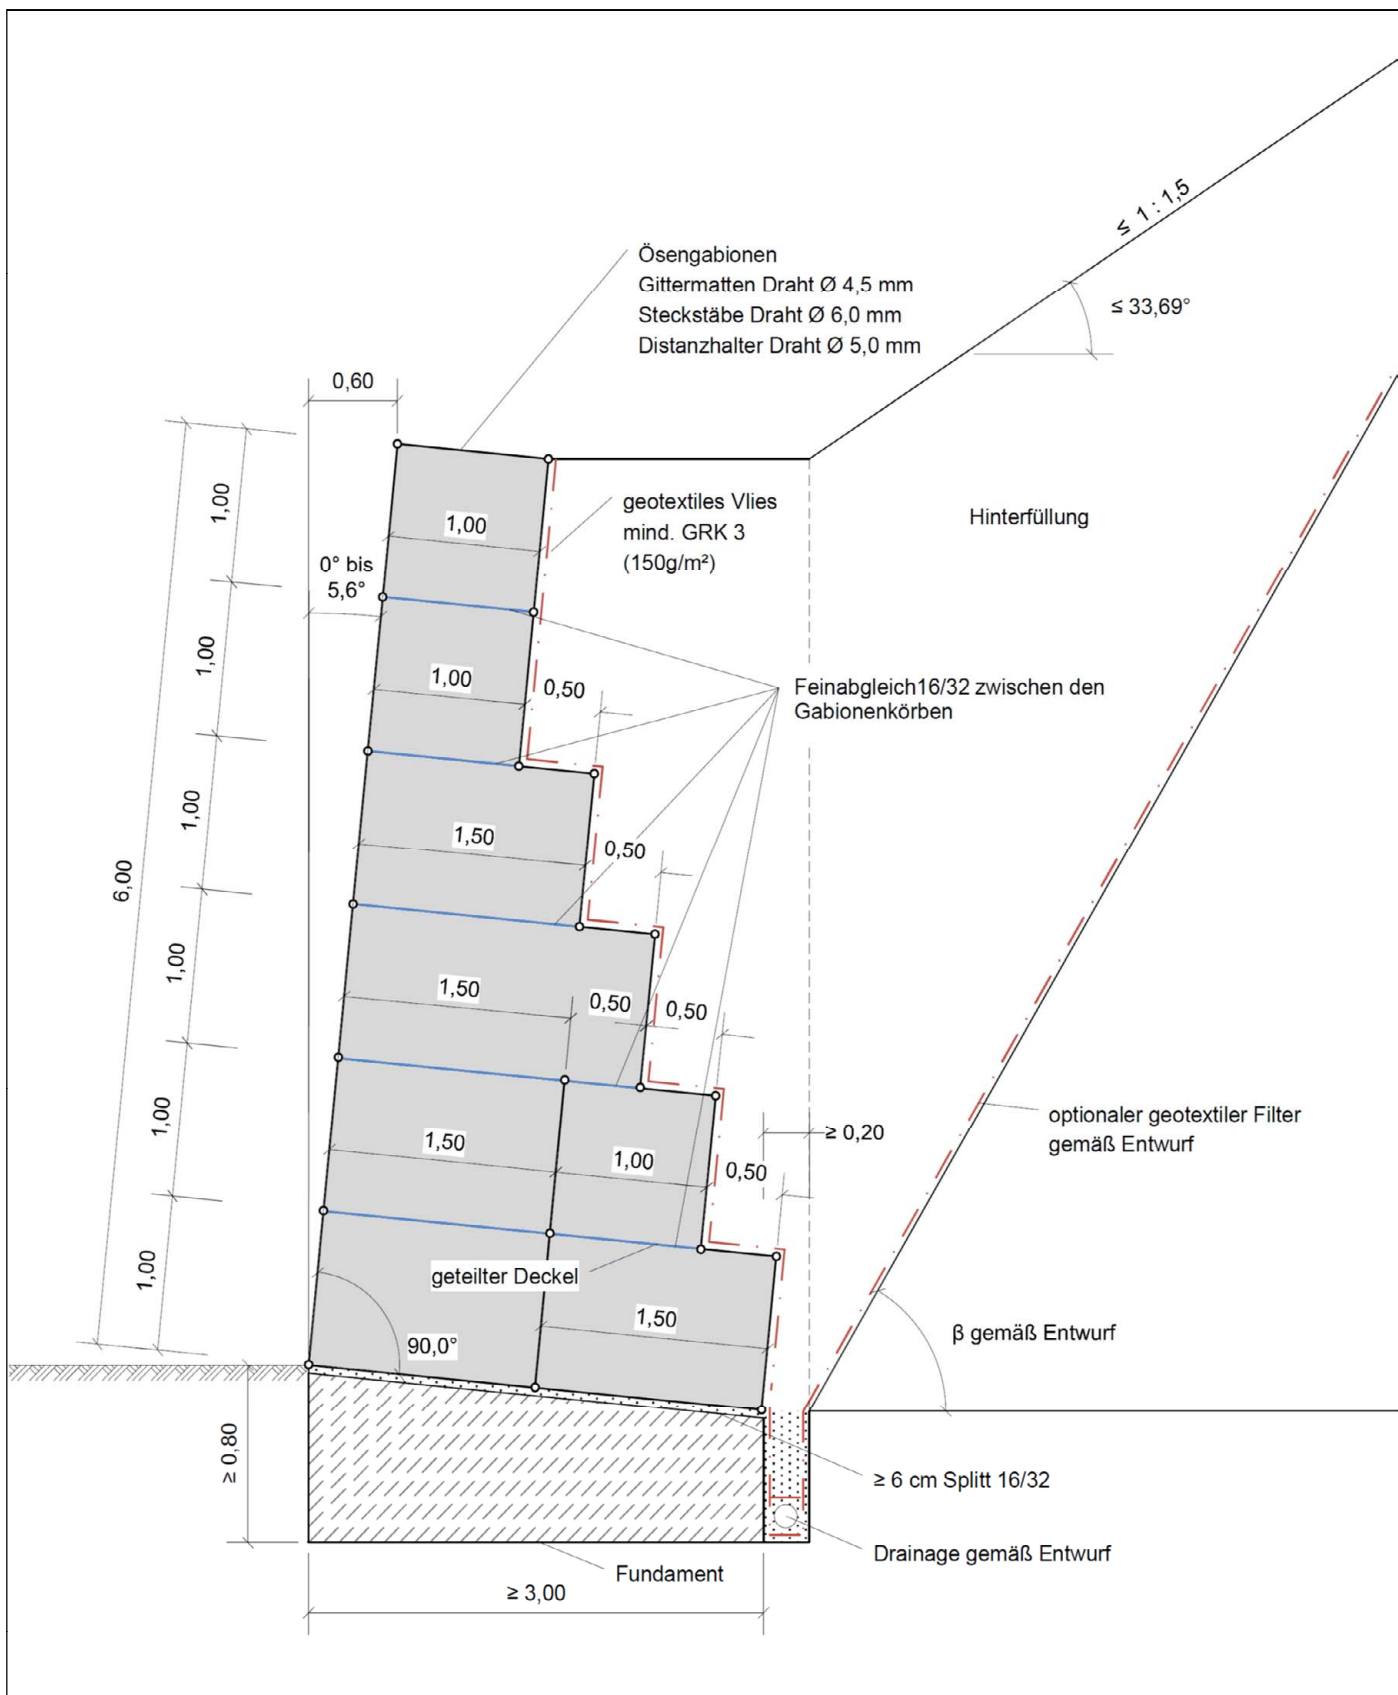 ≤ 1 : 1,5
Ösengabionen
Gittermatten Draht Ø 4,5 mm
Steckstäbe Draht Ø 6,0 mm
Distanzhalter Draht Ø 5,0 mm
≤ 33,69°
0,60
1,00
1,00
geotextiles Vlies
mind. GRK 3
(150g/m²)
Hinterfüllung
0° bis
5,6°
1,00
1,00
0,50
Feinabgleich16/32 zwischen den
Gabionenkörben
1,00
1,50
0,50
6,00
1,00
1,50
0,50
0,50
1,00
1,50
1,00
0,50
≥ 0,20
optionaler geotextiler Filter
gemäß Entwurf
1,00
geteilter Deckel
1,50
90,0°
β gemäß Entwurf
≥ 0,80
≥ 6 cm Splitt 16/32
Drainage gemäß Entwurf
Fundament
≥ 3,00